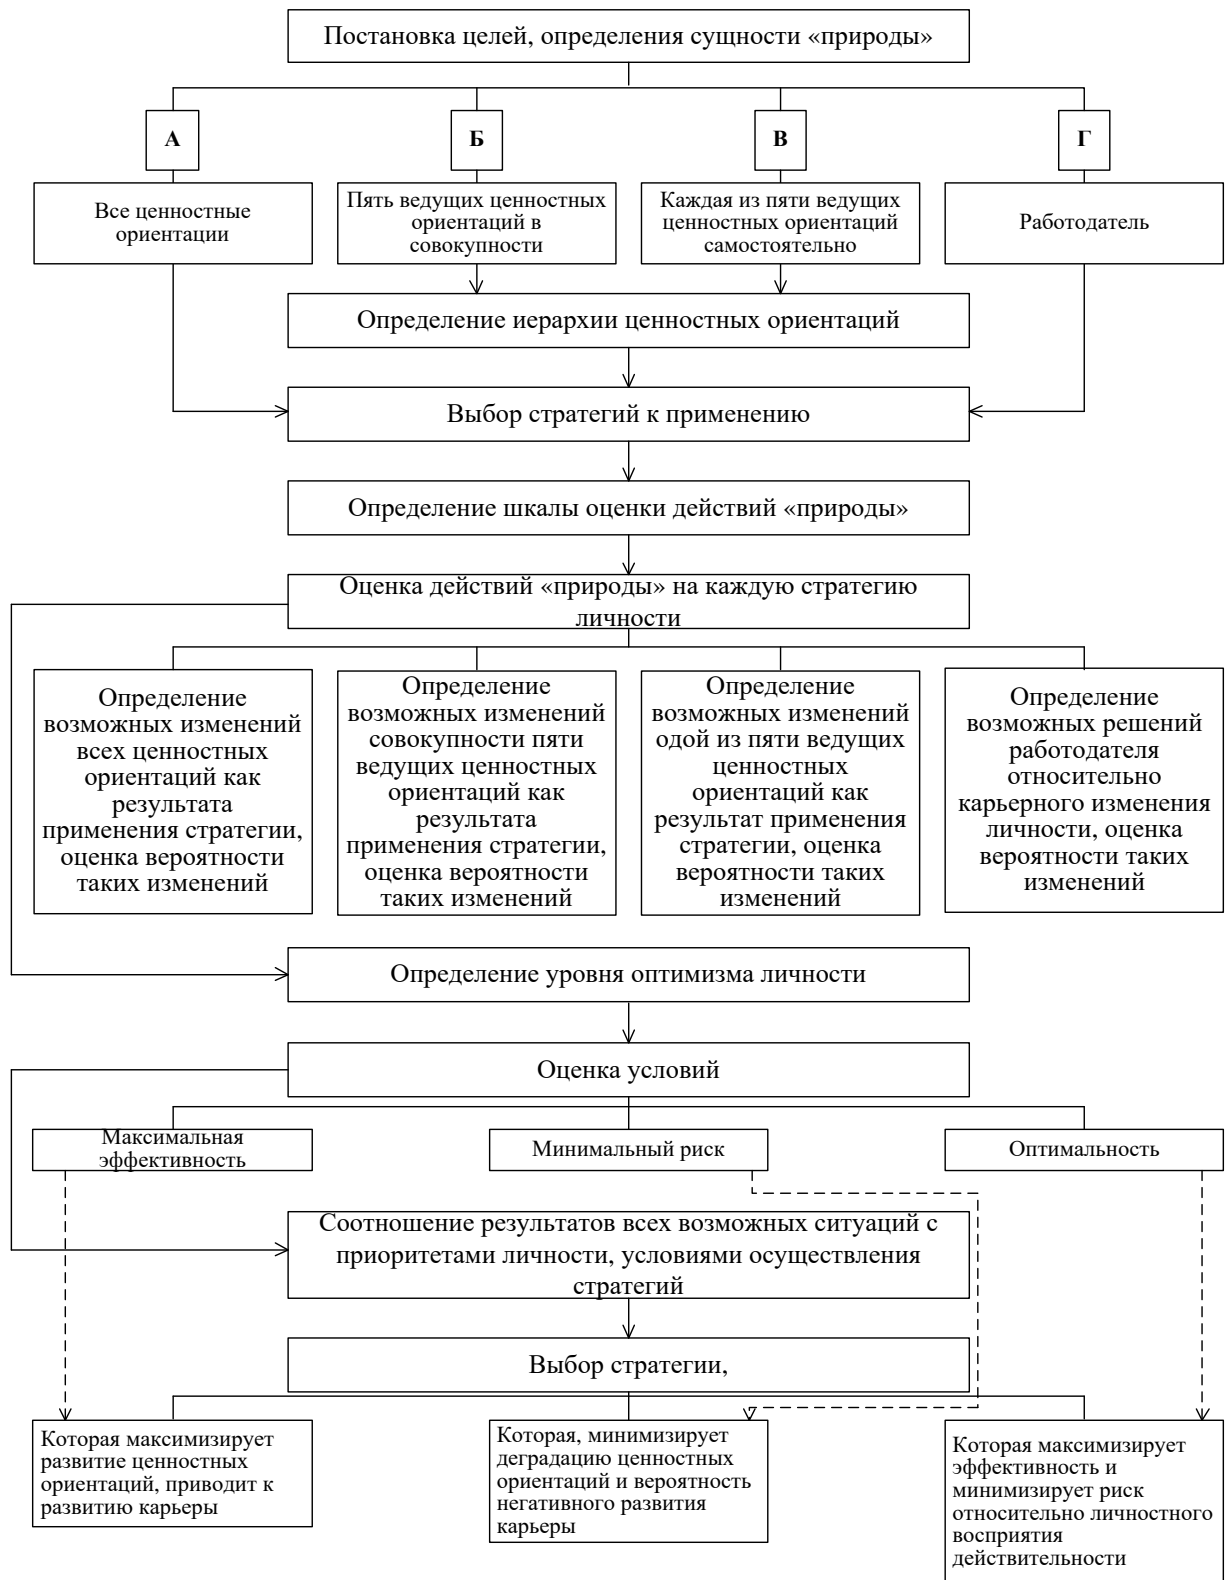 Постановка целей, определения сущности «природы»
А
Б
В
Г
Все ценностные
ориентации
Пять ведущих ценностных
ориентаций в
совокупности
Каждая из пяти ведущих
ценностных ориентаций
самостоятельно
Работодатель
Определение иерархии ценностных ориентаций
Выбор стратегий к применению
Определение шкалы оценки действий «природы»
Оценка действий «природы» на каждую стратегию
личности
Определение
возможных изменений
всех ценностных
ориентаций как
результата
применения стратегии,
оценка вероятности
таких изменений
Определение
возможных изменений
совокупности пяти
ведущих ценностных
ориентаций как
результата
применения стратегии,
оценка вероятности
таких изменений
Определение
возможных изменений
одой из пяти ведущих
ценностных
ориентаций как
результат применения
стратегии, оценка
вероятности таких
изменений
Определение
возможных решений
работодателя
относительно
карьерного изменения
личности, оценка
вероятности таких
изменений
Определение уровня оптимизма личности
Оценка условий
Максимальная
эффективность
Минимальный риск
Оптимальность
Соотношение результатов всех возможных ситуаций с
приоритетами личности, условиями осуществления
стратегий
Выбор стратегии,
Которая максимизирует
развитие ценностных
ориентаций, приводит к
развитию карьеры
Которая, минимизирует
деградацию ценностных
ориентаций и вероятность
негативного развития
карьеры
Которая максимизирует
эффективность и
минимизирует риск
относительно личностного
восприятия
действительности